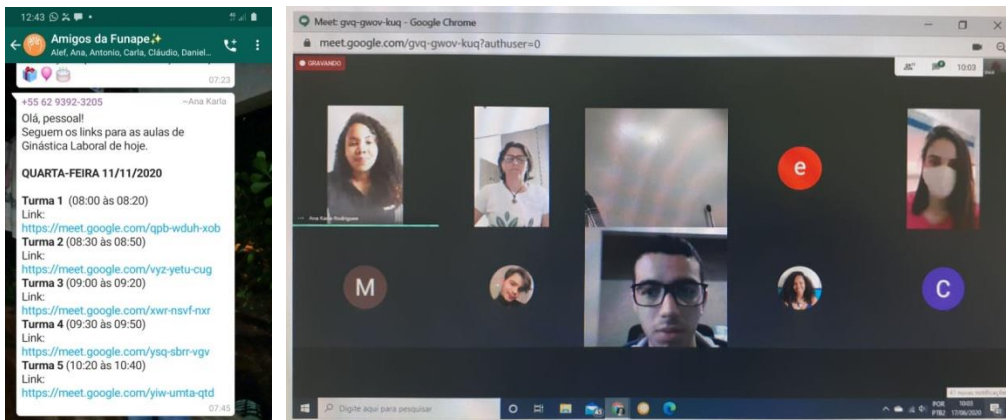 12:43
Amigos da Funape
Alef, Ana, Antonio, Carla, Cláudio, Daniel...
07:23
+55 62 9392-3205 ~Ana Karla
Olá, pessoal!
Seguem os links para as aulas de
Ginástica Laboral de hoje.
QUARTA-FEIRA 11/11/2020
Turma 1 (08:00 às 08:20)
Link:
https://meet.google.com/qpb-wduh-xob
Turma 2 (08:30 às 08:50)
Link:
https://meet.google.com/vyz-yetu-cug
Turma 3 (09:00 às 09:20)
Link:
https://meet.google.com/xwr-nsvf-nxr
Turma 4 (09:30 às 09:50)
Link:
https://meet.google.com/ysq-sbrr-vgv
Turma 5 (10:20 às 10:40)
Link:
https://meet.google.com/yiw-umta-qtd
07:45
Meet: gvq-gwov-kuq - Google Chrome
meet.google.com/gvq-gwov-kuq?authuser=0
GRAVANDO
10:03
e
Ana Karla Rodrigues
M
C
41 novas notificações
Digite aqui para pesquisar
POR 10:03
PTB2 17/06/2020